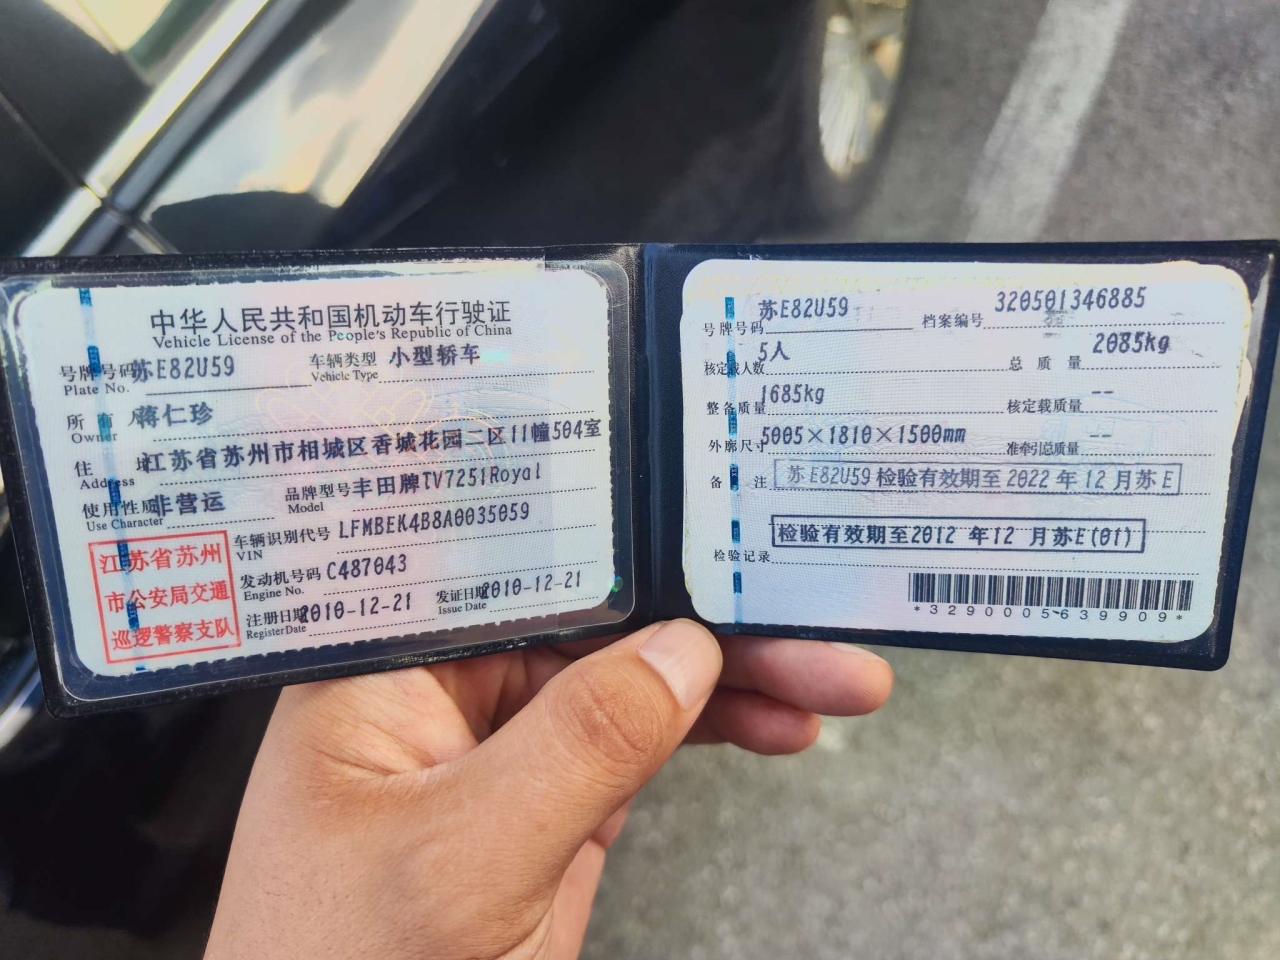 中华人民共和国机动车行驶证
Vehicle License of the People's Republic of China
号牌号码 苏E82U59 车辆类型 小型轿车
Plate No. Vehicle Type
所有 蒋仁珍
Owner
住 址 江苏省苏州市相城区香城花园二区11幢504室
Address
使用性质 非营运 品牌型号 丰田牌TV7251Royal
Use Character Model
江苏省苏州
市公安局交通
巡逻警察支队
车辆识别代号 LFMBEK4B8A0035059
VIN
发动机号码 C487043
Engine No.
注册日期 2010-12-21 发证日期 2010-12-21
Register Date Issue Date
号牌号码 苏E82U59 档案编号 320501346885
核定载人数 5人 总 质 量 2085kg
整备质量 1685kg 核定载质量 --
外廓尺寸 5005×1810×1500mm 准牵引总质量 --
备 注 苏E82U59 检验有效期至 2022 年 12 月苏 E
检验记录 检验有效期至2012 年12 月苏E(01)
*3290005639909*